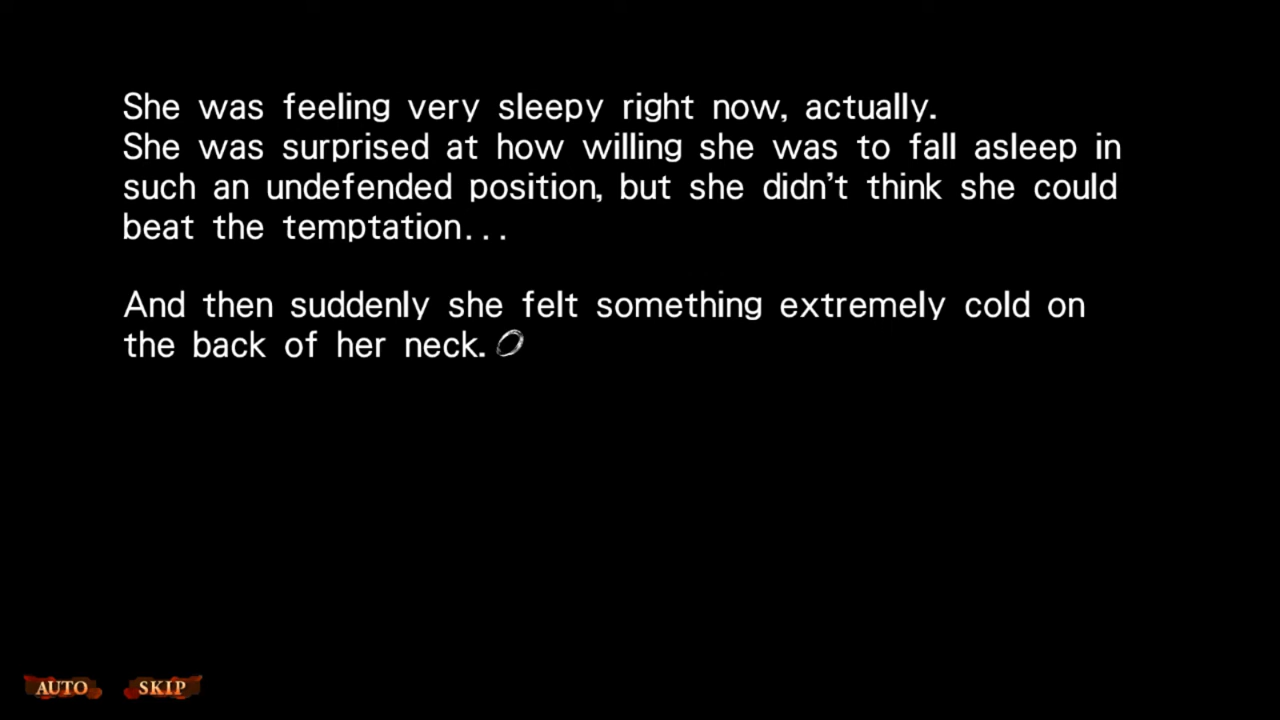 She was feeling very sleepy right now, actually.
She was surprised at how willing she was to fall asleep in
such an undefended position, but she didn't think she could
beat the temptation...
And then suddenly she felt something extremely cold on
the back of her neck.
AUTO
SKIP